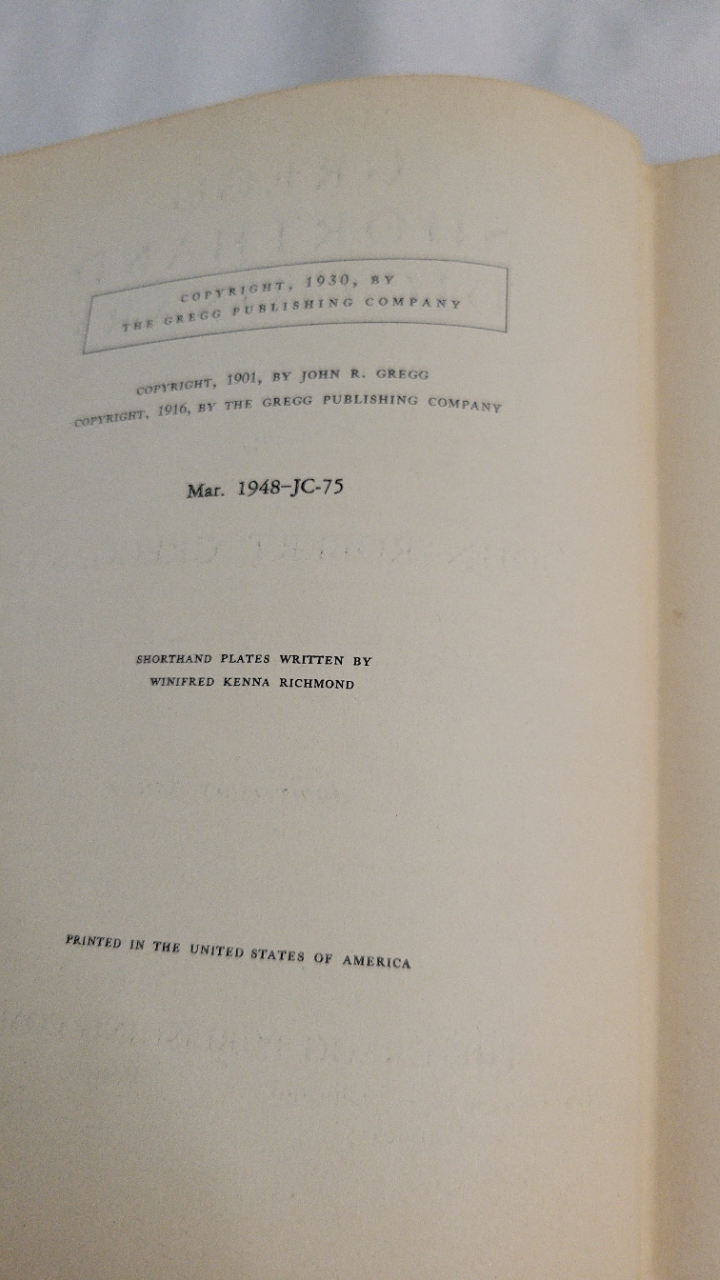 COPYRIGHT, 1930, BY
THE GREGG PUBLISHING COMPANY
COPYRIGHT, 1901, BY JOHN R. GREGG
COPYRIGHT, 1916, BY THE GREGG PUBLISHING COMPANY
Mar. 1948–JC-75
SHORTHAND PLATES WRITTEN BY
WINIFRED KENNA RICHMOND
PRINTED IN THE UNITED STATES OF AMERICA